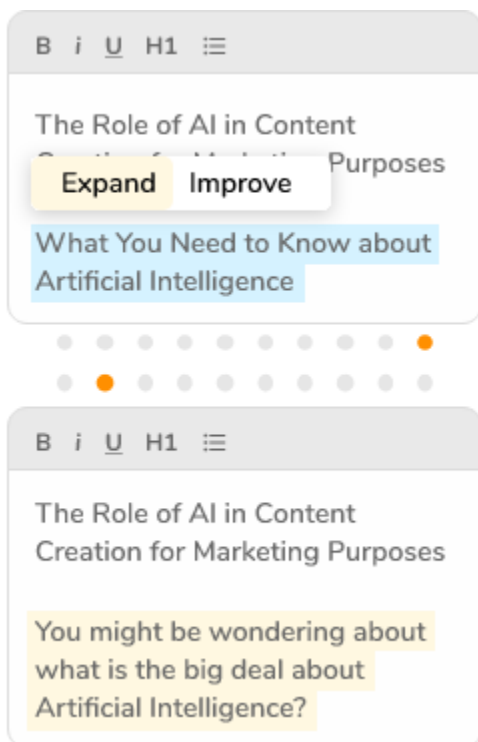 B i U H1
The Role of AI in Content
Purposes
Expand Improve
What You Need to Know about
Artificial Intelligence
B i U H1
The Role of AI in Content
Creation for Marketing Purposes
You might be wondering about
what is the big deal about
Artificial Intelligence?